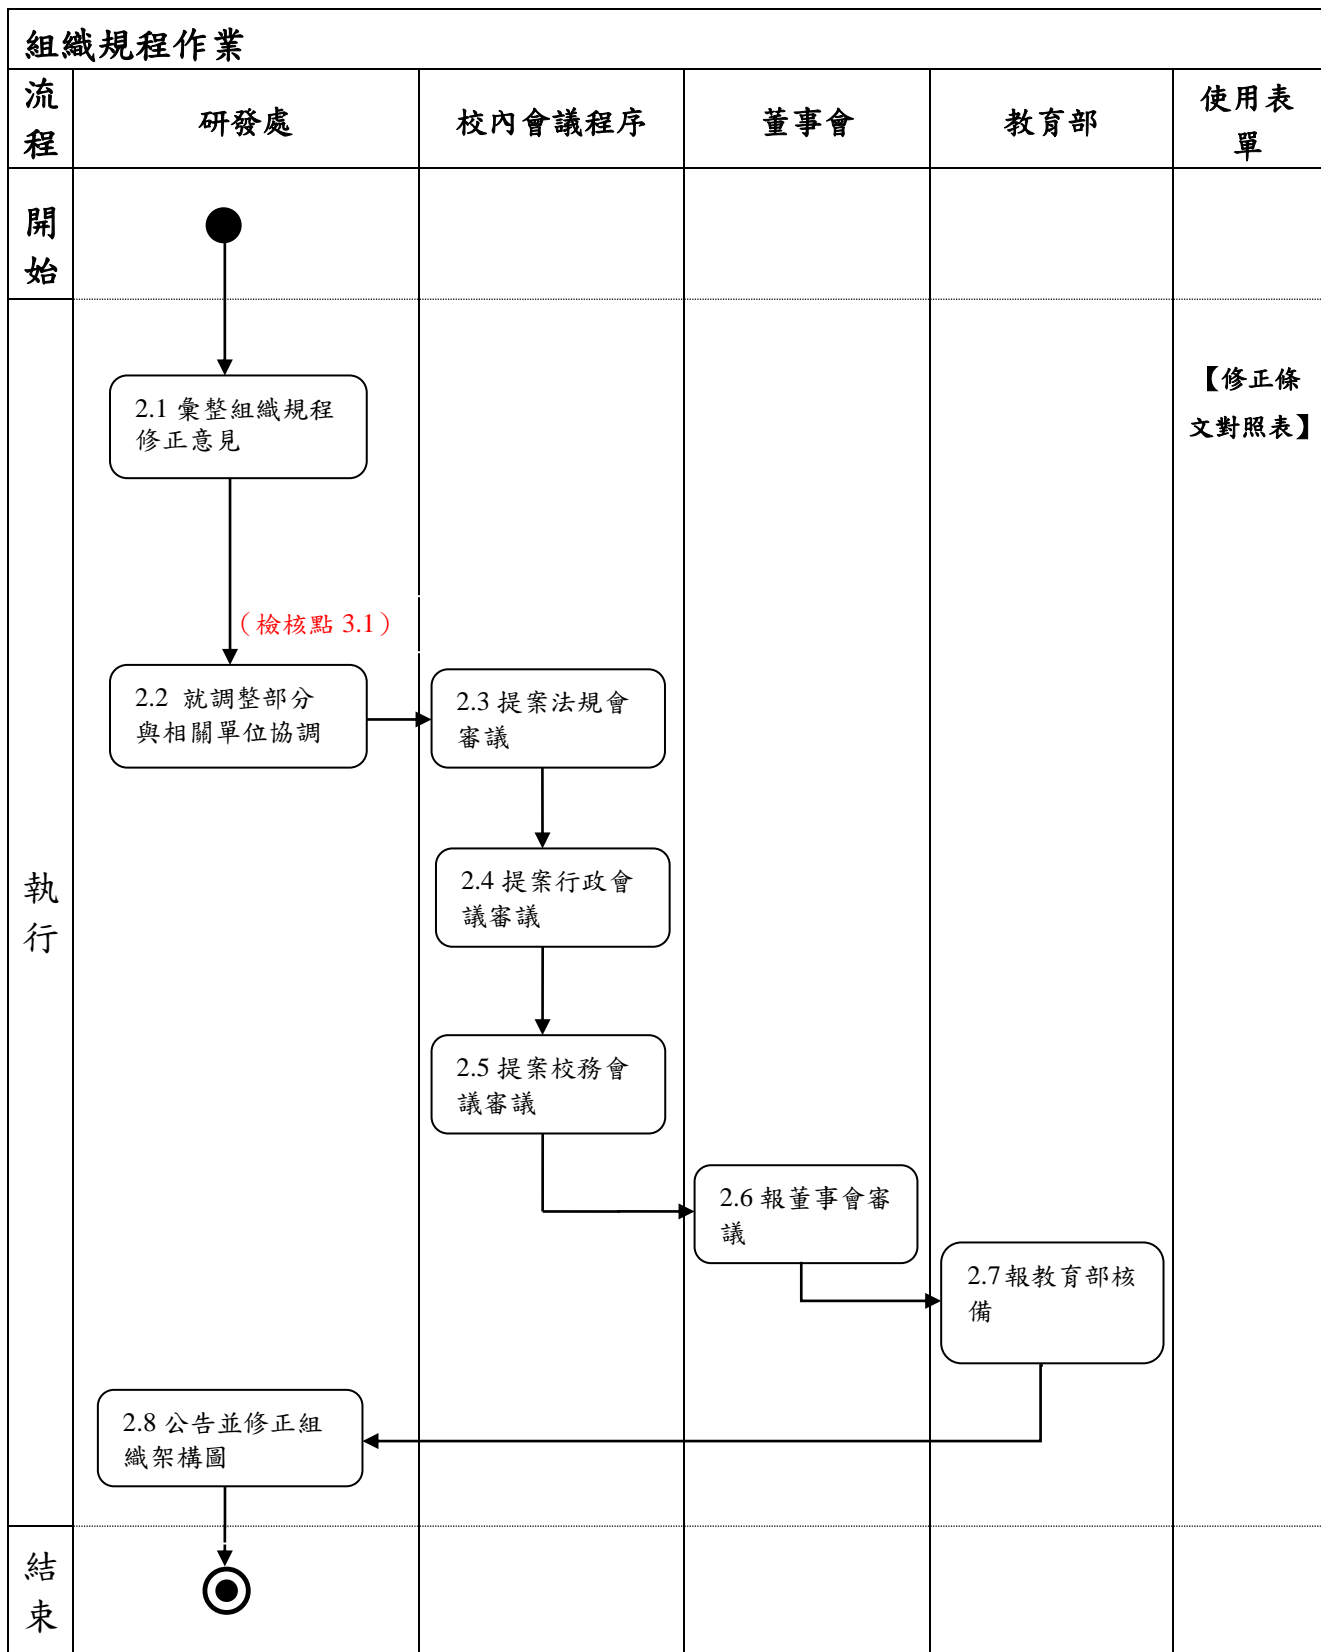 組織規程作業
流
程
研發處
校內會議程序
董事會
教育部
使用表
單
開
始
執
行
2.1 彙整組織規程
修正意見
【修正條
文對照表】
（檢核點 3.1）
2.2 就調整部分
與相關單位協調
2.3 提案法規會
審議
2.4 提案行政會
議審議
2.5 提案校務會
議審議
2.6 報董事會審
議
2.7 報教育部核
備
2.8 公告並修正組
織架構圖
結
束